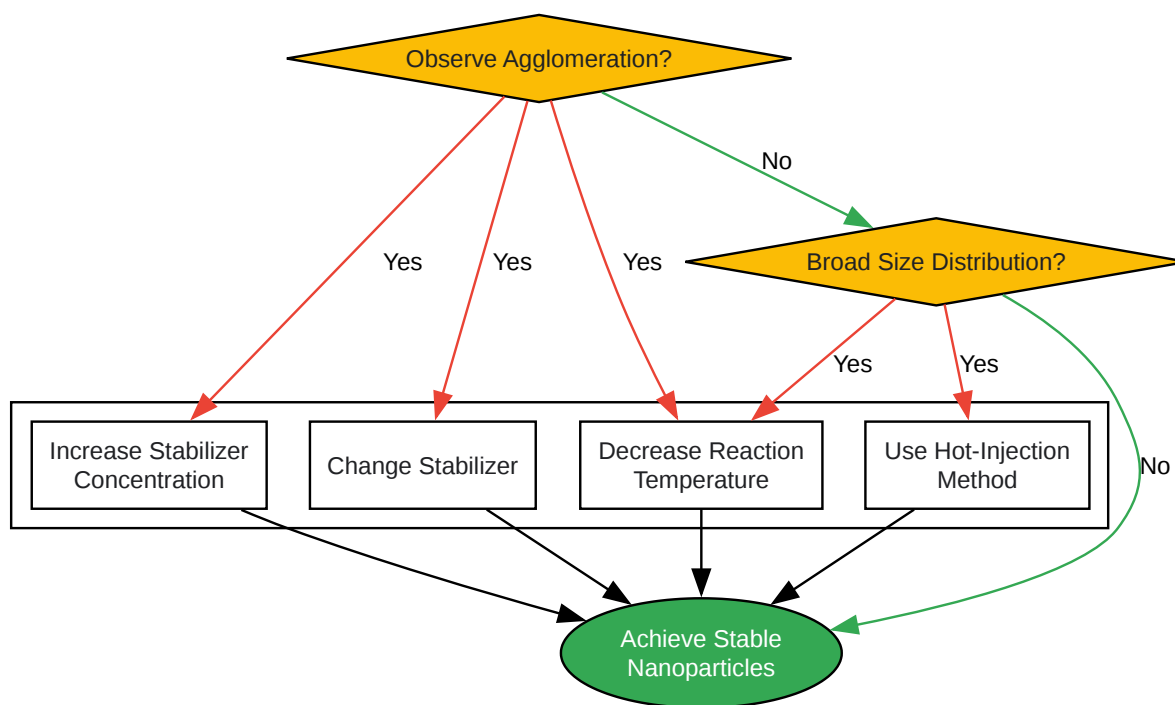 Observe Agglomeration?
No
Yes
Yes
Yes
Broad Size Distribution?
Yes
Yes
No
Increase Stabilizer
Concentration
Change Stabilizer
Decrease Reaction
Temperature
Use Hot-Injection
Method
Achieve Stable
Nanoparticles